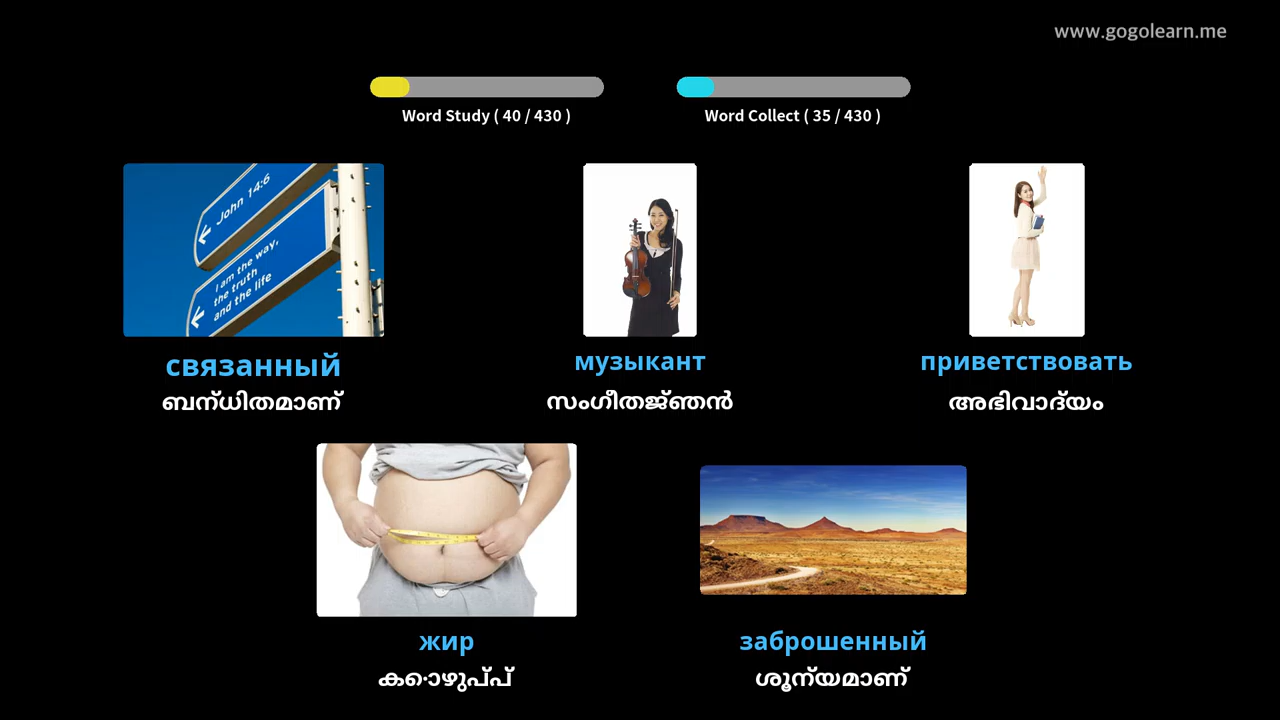 www.gogolearn.me
Word Study ( 40 / 430 )
Word Collect ( 35 / 430 )
John 14:6
I am the way,
the truth
and the life
связанный
музыкант
приветствовать
ബന്ധിതമാണ്
സംഗീതജ്ഞൻ
അഭിവാദ്യം
жир
заброшенный
കൊഴുപ്പ്
ശൂന്യമാണ്